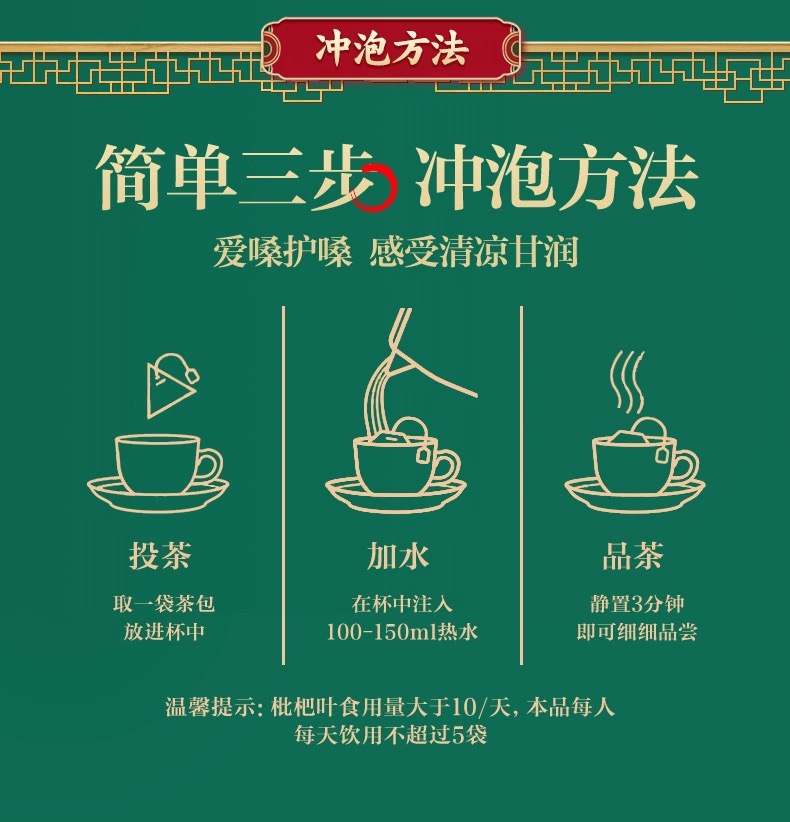 冲泡方法
简单三步 冲泡方法
爱嗓护嗓 感受清凉甘润
投茶
取一袋茶包
放进杯中
加水
在杯中注入
100-150ml热水
品茶
静置3分钟
即可细细品尝
温馨提示: 枇杷叶食用量大于10/天, 本品每人
每天饮用不超过5袋